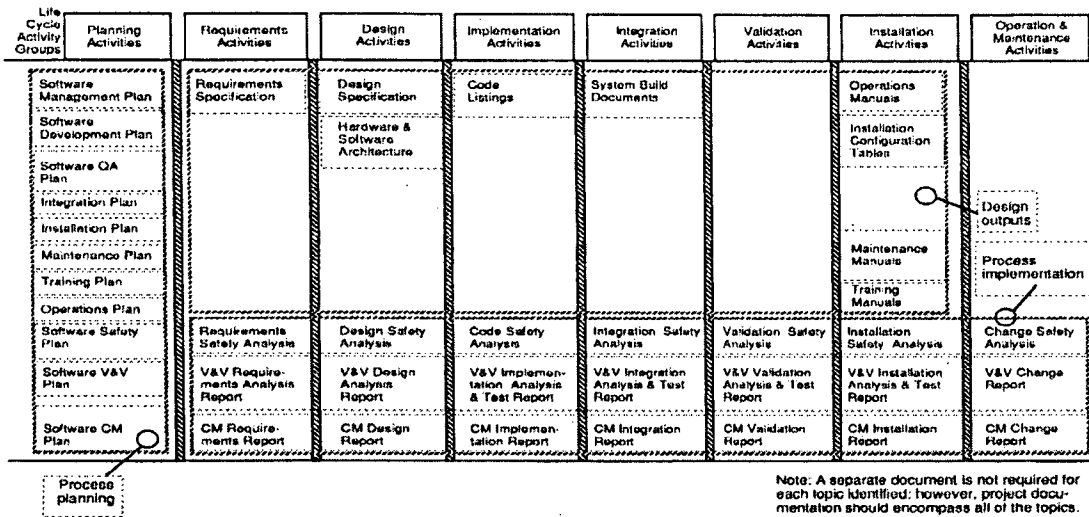 Life
Cycle
Activity
Groups
Planning
Activities
Requirements
Activities
Design
Activities
Implementation
Activities
Integration
Activities
Validation
Activities
Installation
Activities
Operation &
Maintenance
Activities
Software
Management Plan
Software
Development Plan
Software QA
Plan
Integration Plan
Installation Plan
Maintenance Plan
Training Plan
Operations Plan
Software Safety
Plan
Software V&V
Plan
Software CM
Plan
Process
planning
Requirements
Specification
Requirements
Safety Analysis
V&V Require-
ments Analysis
Report
CM Require-
ments Report
Design
Specification
Hardware &
Software
Architecture
Design Safety
Analysis
V&V Design
Analysis
Report
CM Design
Report
Code
Listings
Code Safety
Analysis
V&V Implemen-
tation Analysis
& Test Report
CM Implemen-
tation Report
System Build
Documents
Integration Safety
Analysis
V&V Integration
Analysis & Test
Report
CM Integration
Report
Validation Safety
Analysis
V&V Validation
Analysis & Test
Report
CM Validation
Report
Operations
Manuals
Installation
Configuration
Tables
Maintenance
Manuals
Training
Manuals
Installation
Safety Analysis
V&V Installation
Analysis & Test
Report
CM Installation
Report
Design
outputs
Process
implementation
Change Safety
Analysis
V&V Change
Report
CM Change
Report
Note: A separate document is not required for
each topic identified; however, project docu-
mentation should encompass all of the topics.